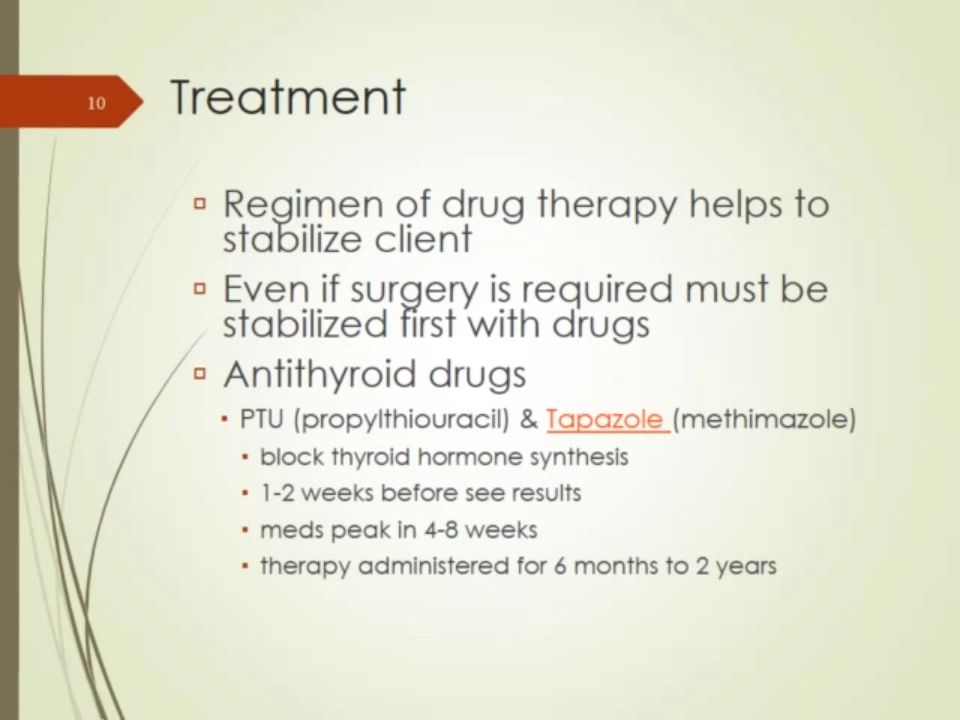 10
Treatment
Regimen of drug therapy helps to
stabilize client
Even if surgery is required must be
stabilized first with drugs
Antithyroid drugs
PTU (propylthiouracil) & Tapazole (methimazole)
block thyroid hormone synthesis
1-2 weeks before see results
meds peak in 4-8 weeks
therapy administered for 6 months to 2 years